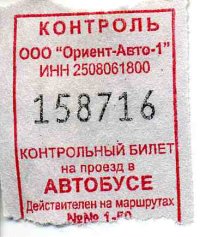 КОНТРОЛЬ
ООО "Ориент-Авто-1"
ИНН 2508061800
158716
КОНТРОЛЬНЫЙ БИЛЕТ
на проезд в
АВТОБУСЕ
Действителен на маршрутах
№№ 1-50